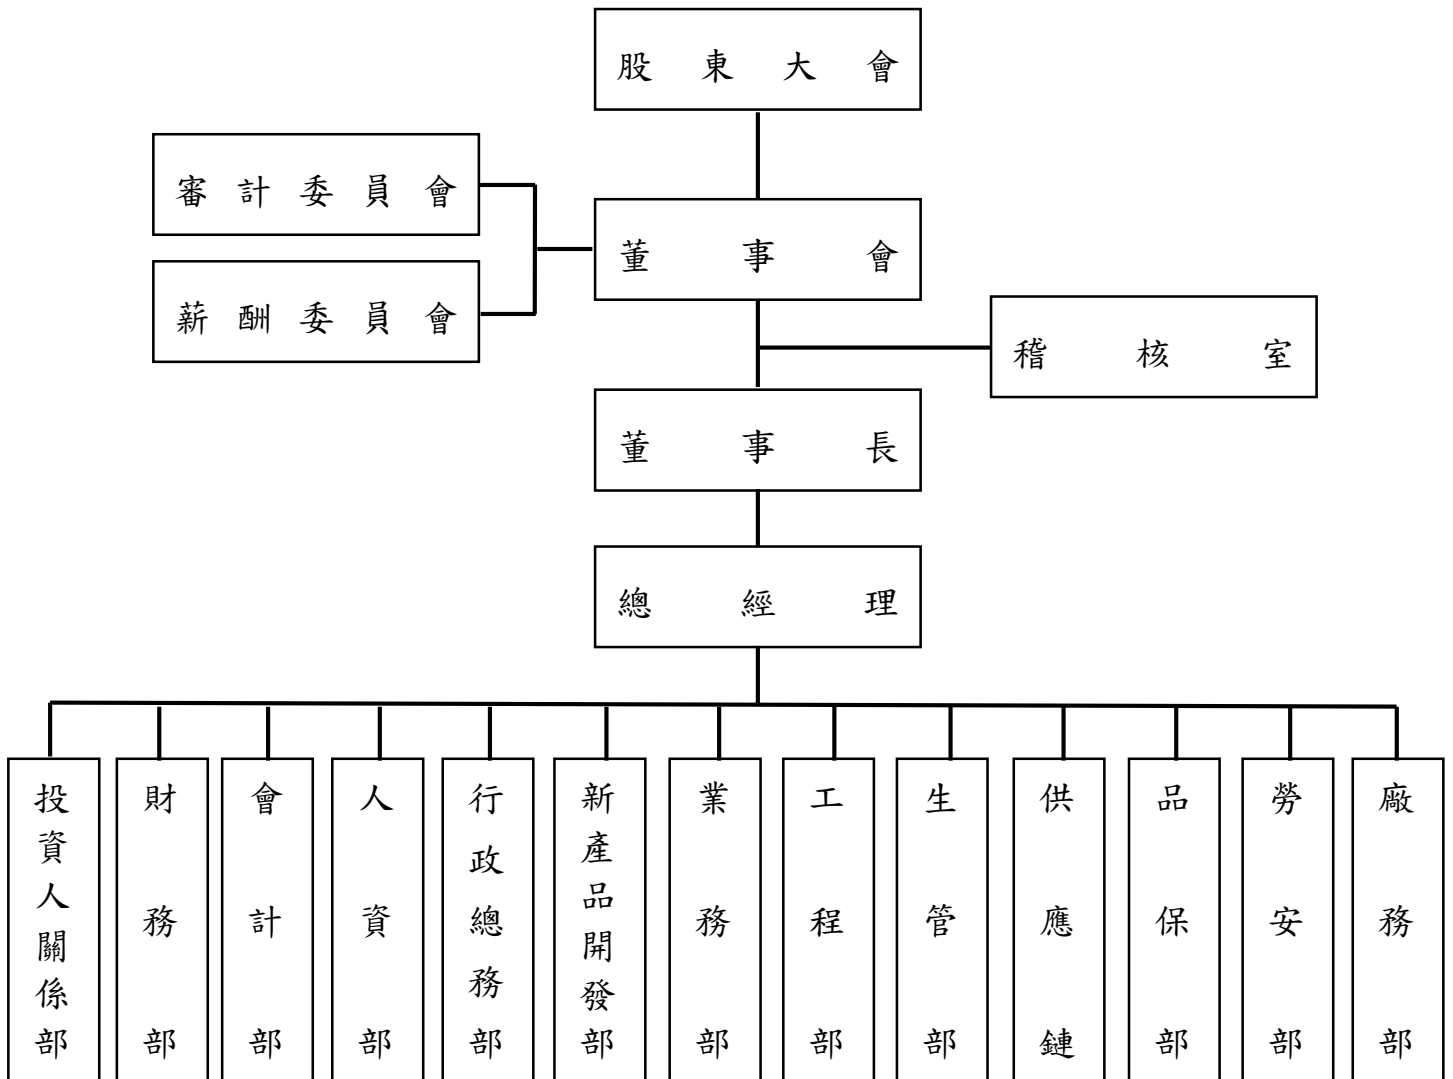 股東大會
審計委員會
董事會
薪酬委員會
稽核室
董事長
總經理
投資人關係部
財務部
會計部
人資部
行政總務部
新產品開發部
業務部
工程部
生管部
供應鏈
品保部
勞安部
廠務部